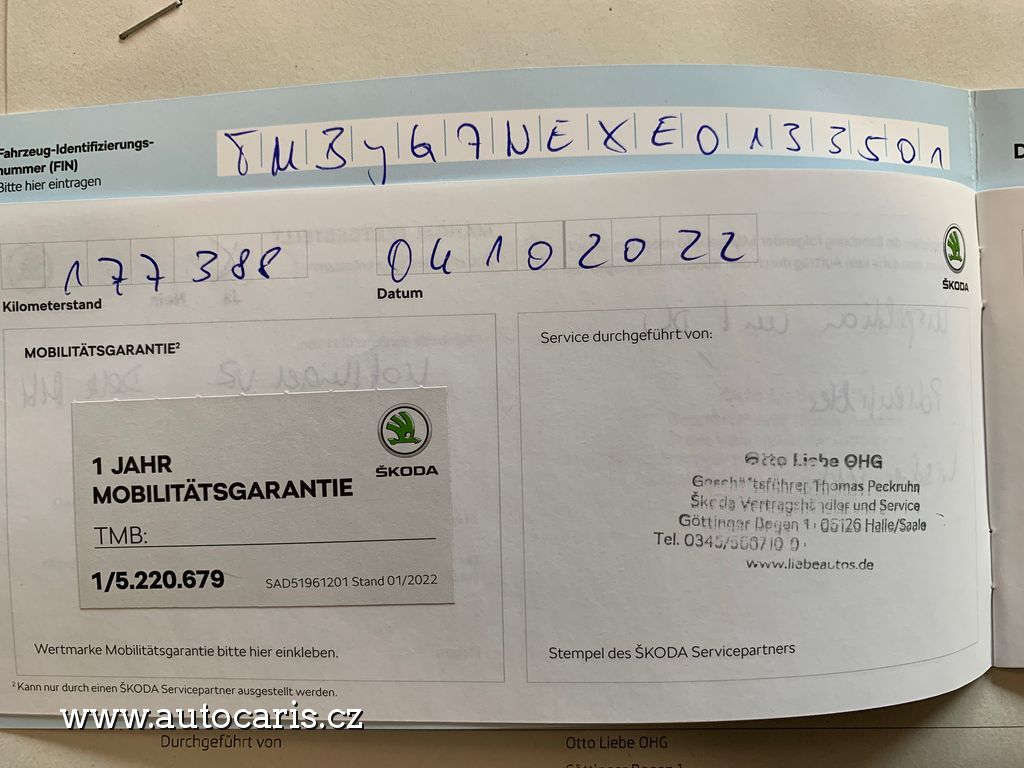 Fahrzeug-Identifizierungs-
nummer (FIN)
Bitte hier eintragen
TMBJG7NEXE0133501
177388
04102022
Kilometerstand
Datum
ŠKODA
MOBILITÄTSGARANTIE²
Service durchgeführt von:
ŠKODA
1 JAHR
MOBILITÄTSGARANTIE
TMB:
1/5.220.679
SAD51961201 Stand 01/2022
Otto Liebe OHG
Geschäftsführer Thomas Peckruhn
Škoda Vertragshändler und Service
Göttinger Bogen 1 · 06126 Halle/Saale
Tel. 0345/
www.liebeautos.de
Wertmarke Mobilitätsgarantie bitte hier einkleben.
Stempel des ŠKODA Servicepartners
² Kann nur durch einen ŠKODA Servicepartner ausgestellt werden.
www.autocaris.cz
Durchgeführt von
Otto Liebe OHG